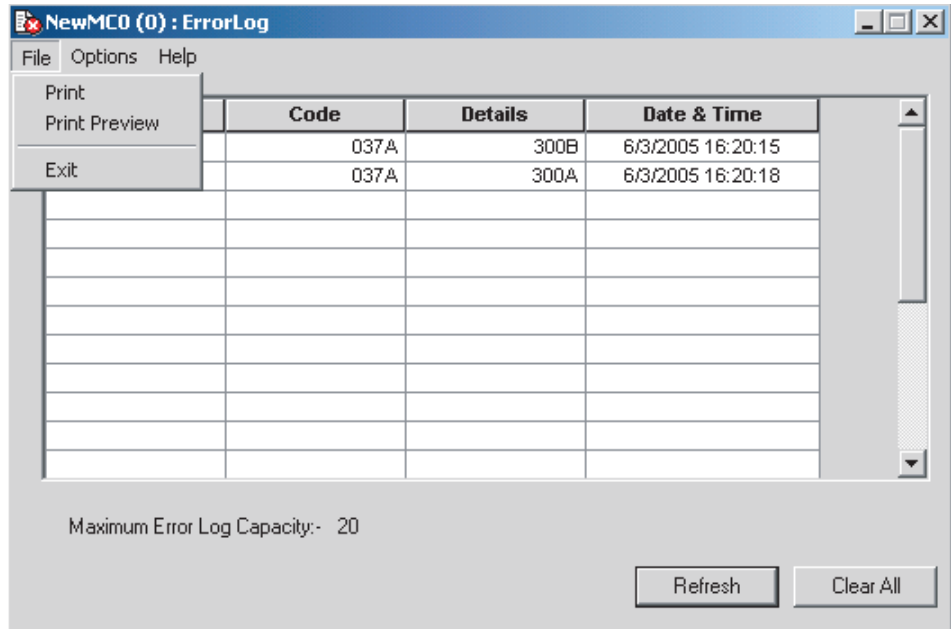 NewMC0 (0) : ErrorLog
File Options Help
Print
Print Preview
Exit
Code Details Date & Time
037A 300B 6/3/2005 16:20:15
037A 300A 6/3/2005 16:20:18
Maximum Error Log Capacity:- 20
Refresh Clear All